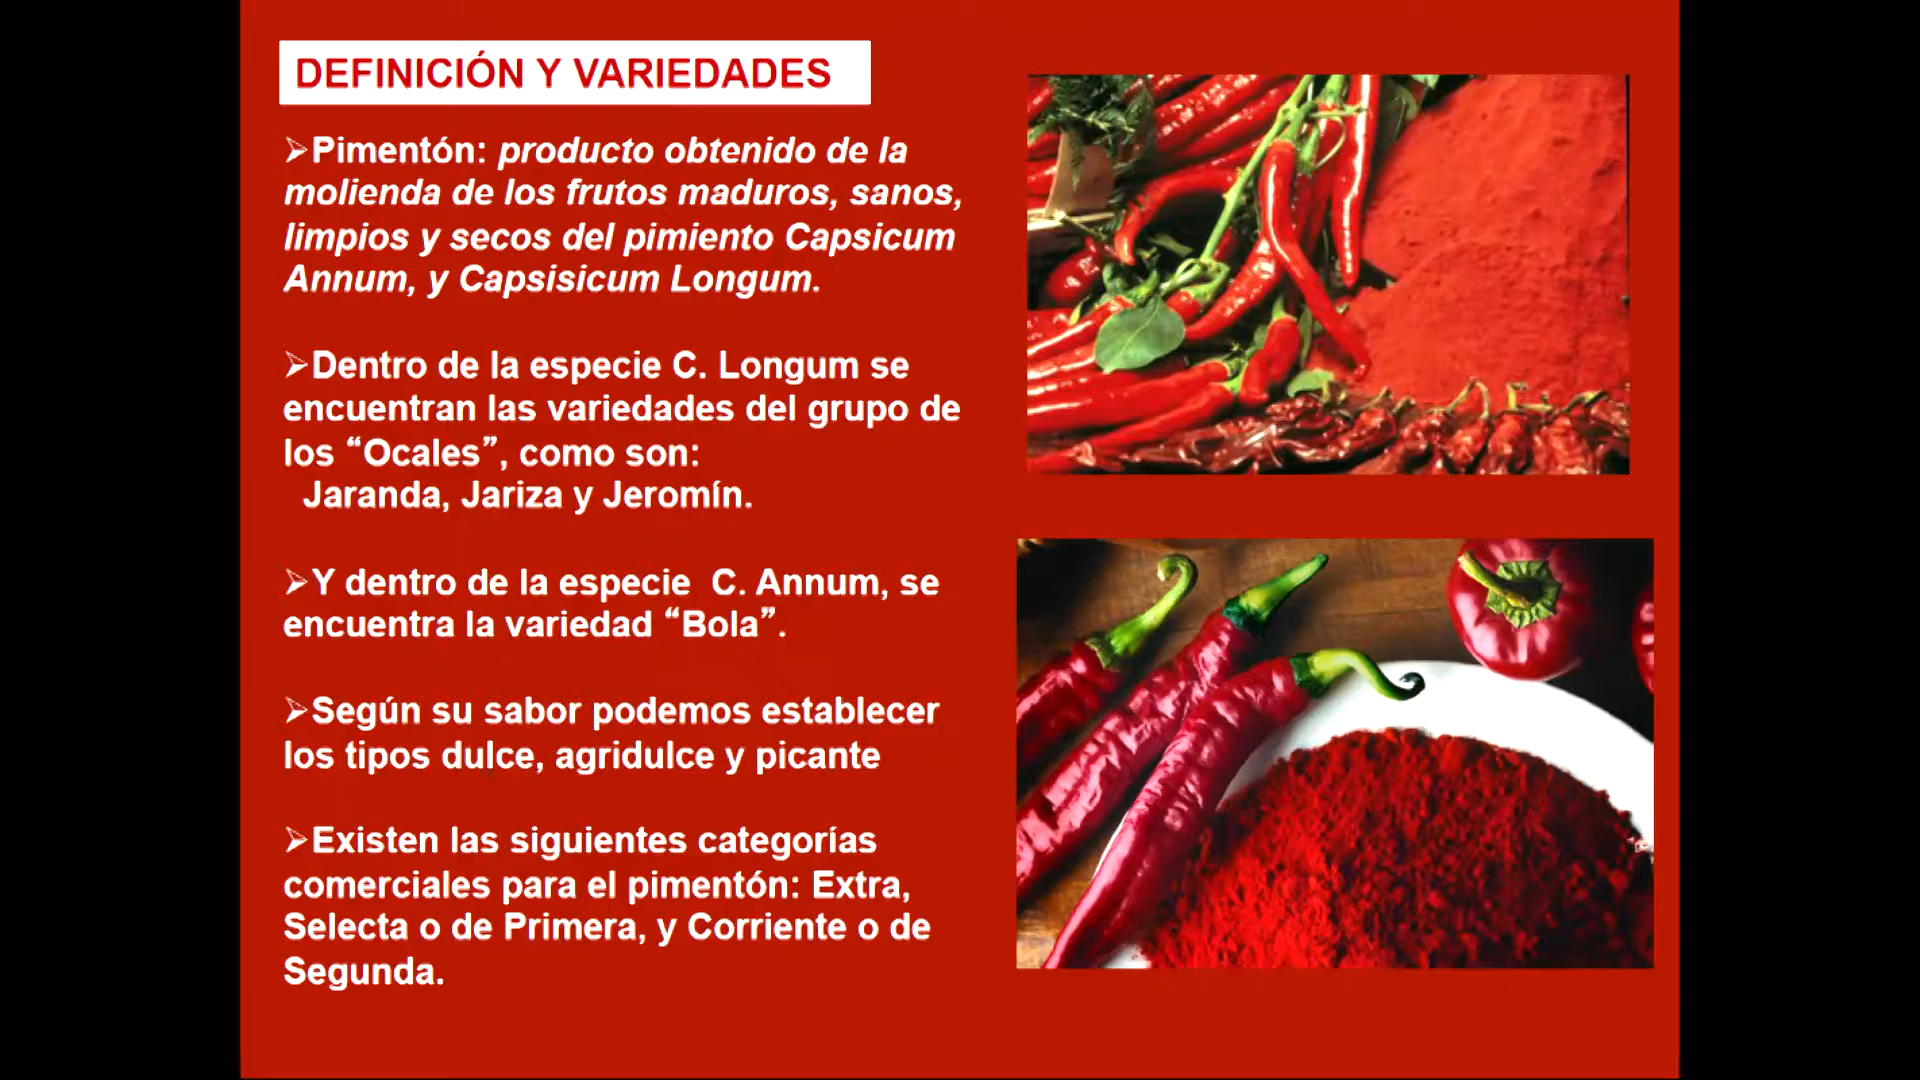 DEFINICIÓN Y VARIEDADES
➢Pimentón: producto obtenido de la
molienda de los frutos maduros, sanos,
limpios y secos del pimiento Capsicum
Annum, y Capsisicum Longum.
➢Dentro de la especie C. Longum se
encuentran las variedades del grupo de
los “Ocales”, como son:
Jaranda, Jariza y Jeromín.
➢Y dentro de la especie C. Annum, se
encuentra la variedad “Bola”.
➢Según su sabor podemos establecer
los tipos dulce, agridulce y picante
➢Existen las siguientes categorías
comerciales para el pimentón: Extra,
Selecta o de Primera, y Corriente o de
Segunda.